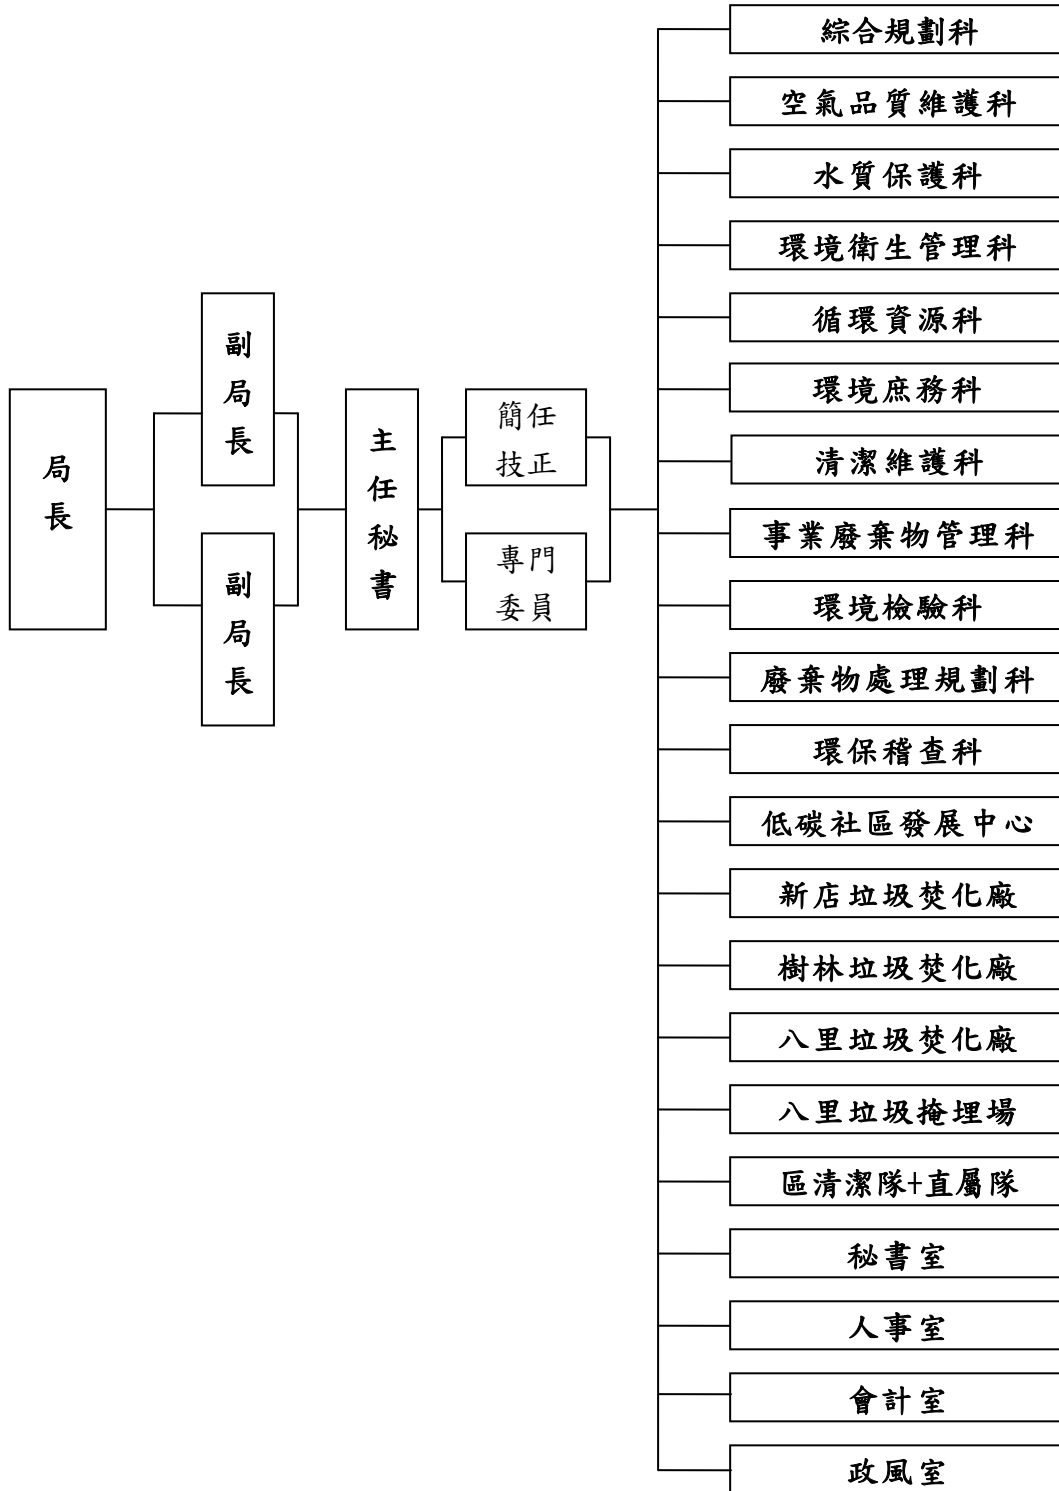 局長
副局長
副局長
主任秘書
簡任
技正
專門
委員
綜合規劃科
空氣品質維護科
水質保護科
環境衛生管理科
循環資源科
環境庶務科
清潔維護科
事業廢棄物管理科
環境檢驗科
廢棄物處理規劃科
環保稽查科
低碳社區發展中心
新店垃圾焚化廠
樹林垃圾焚化廠
八里垃圾焚化廠
八里垃圾掩埋場
區清潔隊+直屬隊
秘書室
人事室
會計室
政風室